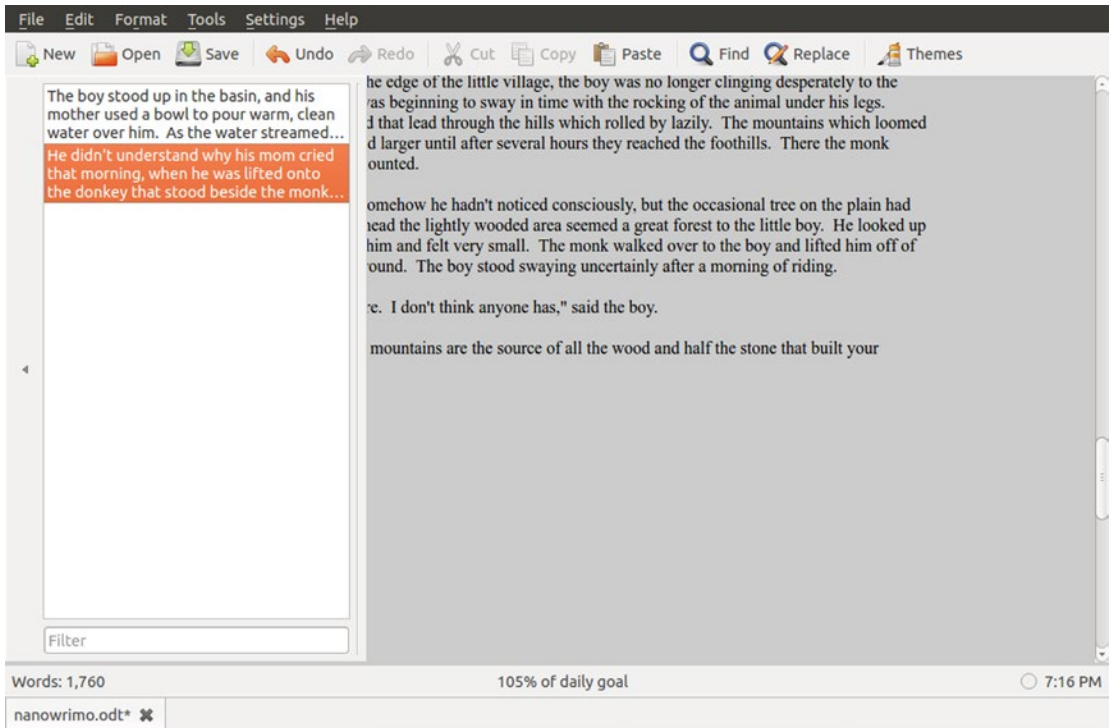 File Edit Format Tools Settings Help
New Open Save Undo Redo Cut Copy Paste Find Replace Themes
The boy stood up in the basin, and his
mother used a bowl to pour warm, clean
water over him.  As the water streamed...
He didn't understand why his mom cried
that morning, when he was lifted onto
the donkey that stood beside the monk...
Filter
edge of the little village, the boy was no longer clinging desperately to the
beginning to sway in time with the rocking of the animal under his legs.
that lead through the hills which rolled by lazily.  The mountains which loomed
larger until after several hours they reached the foothills.  There the monk
he hadn't noticed consciously, but the occasional tree on the plain had
the lightly wooded area seemed a great forest to the little boy.  He looked up
him and felt very small.  The monk walked over to the boy and lifted him off of
The boy stood swaying uncertainly after a morning of riding.
I don't think anyone has," said the boy.
mountains are the source of all the wood and half the stone that built your
Words: 1,760
105% of daily goal
7:16 PM
nanowrimo.odt*